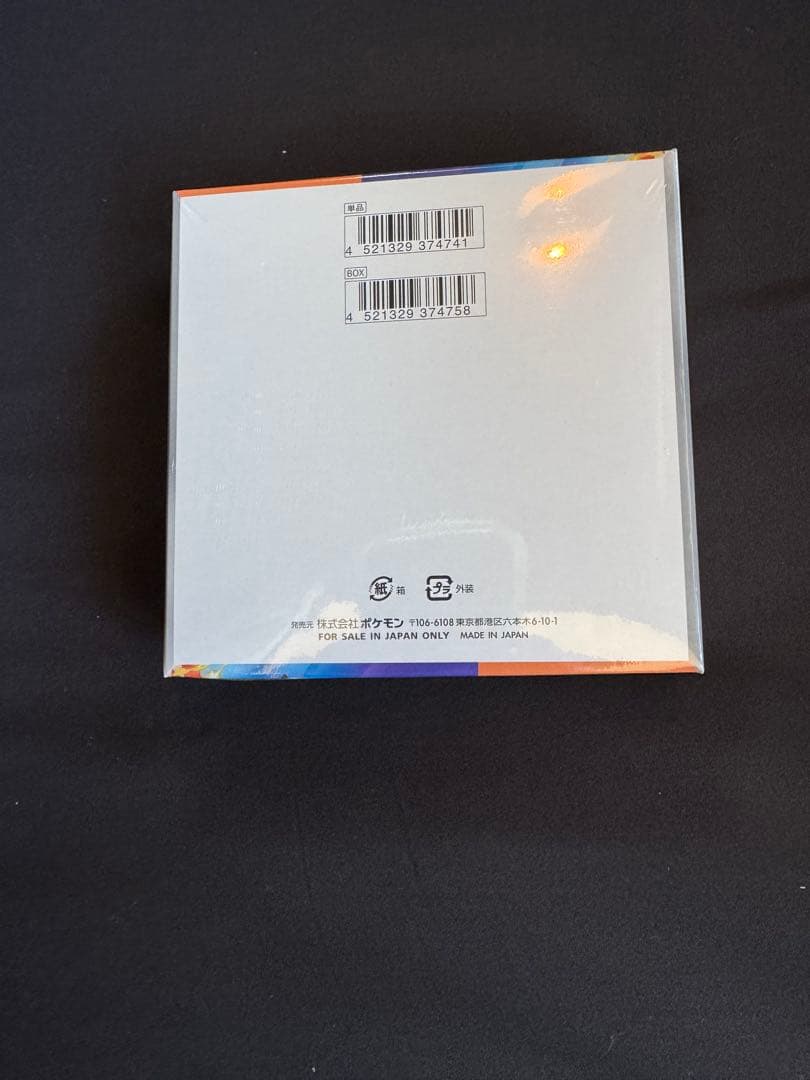 単品
4 521329 374741
BOX
4 521329 374758
紙 箱 プラ 外装
発売元 株式会社ポケモン 〒106-6108 東京都港区六本木6-10-1
FOR SALE IN JAPAN ONLY MADE IN JAPAN